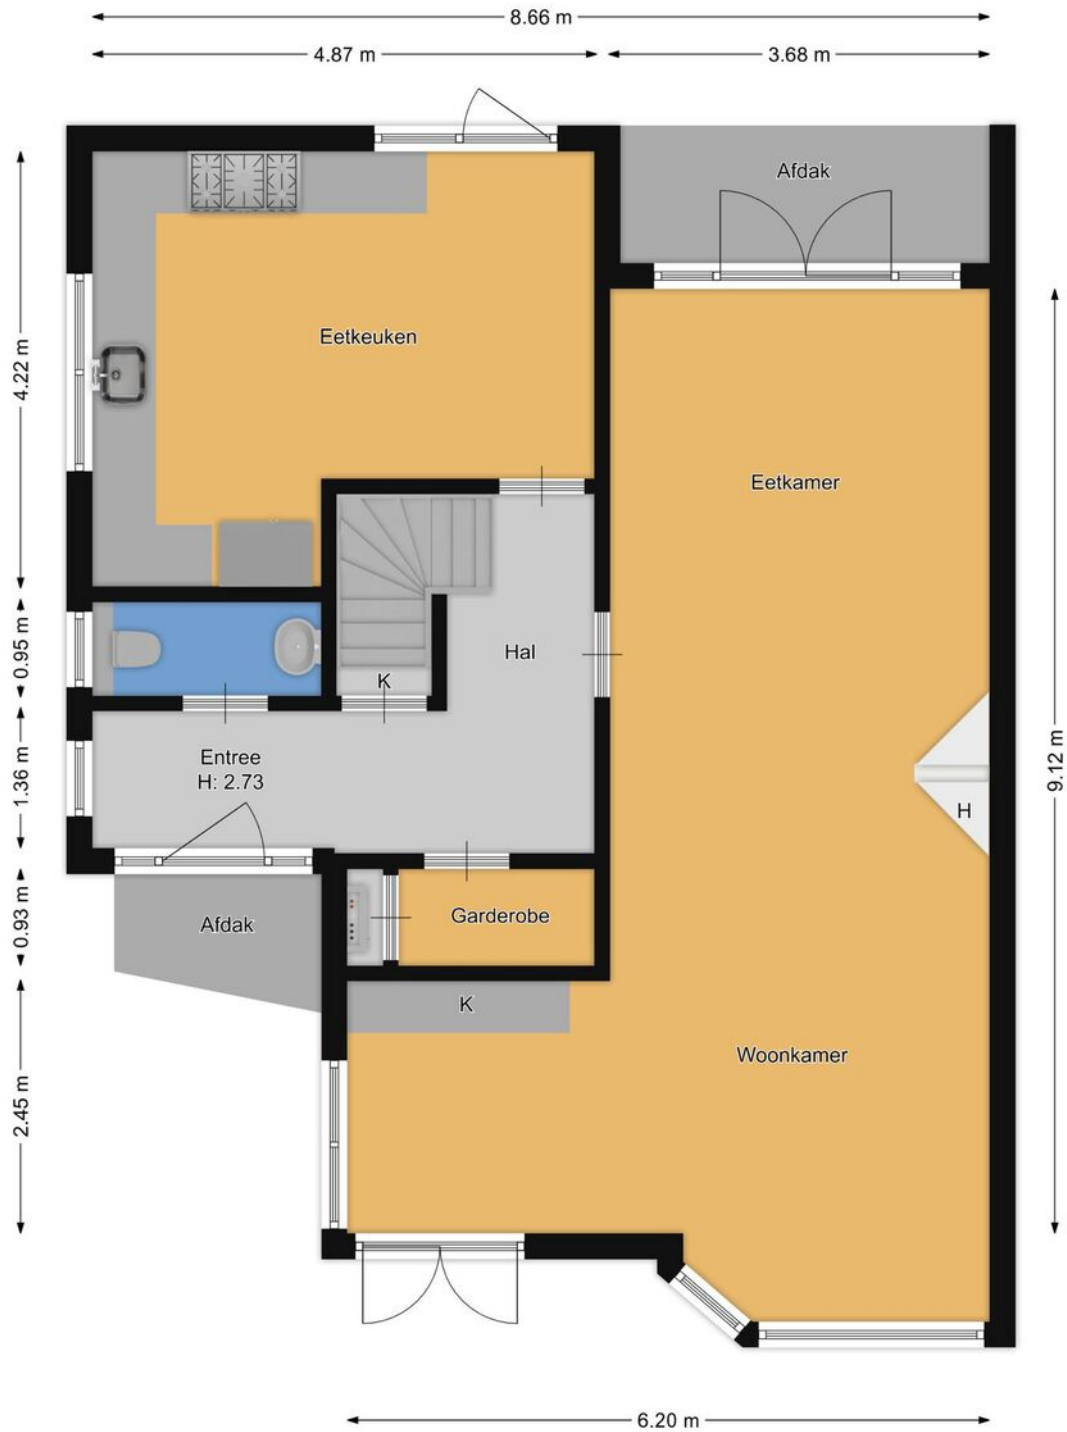 8.66 m
4.87 m
3.68 m
Afdak
Eetkeuken
4.22 m
Eetkamer
0.95 m
Hal
K
1.36 m
Entree
H: 2.73
9.12 m
H
0.93 m
Afdak
Garderobe
K
Woonkamer
2.45 m
6.20 m